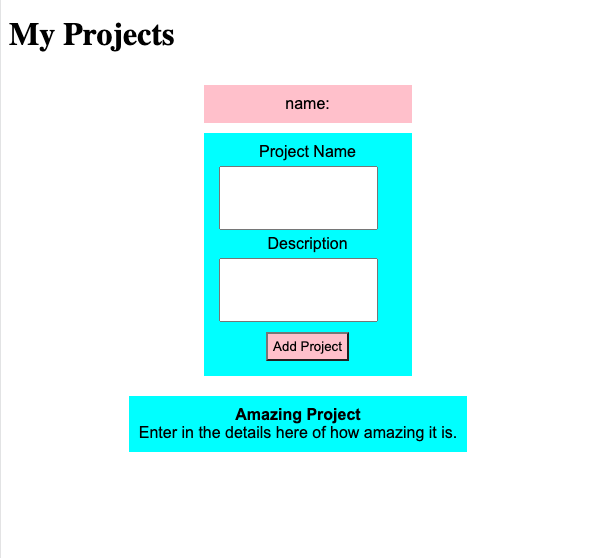 My Projects
name:
Project Name
Description
Add Project
Amazing Project
Enter in the details here of how amazing it is.